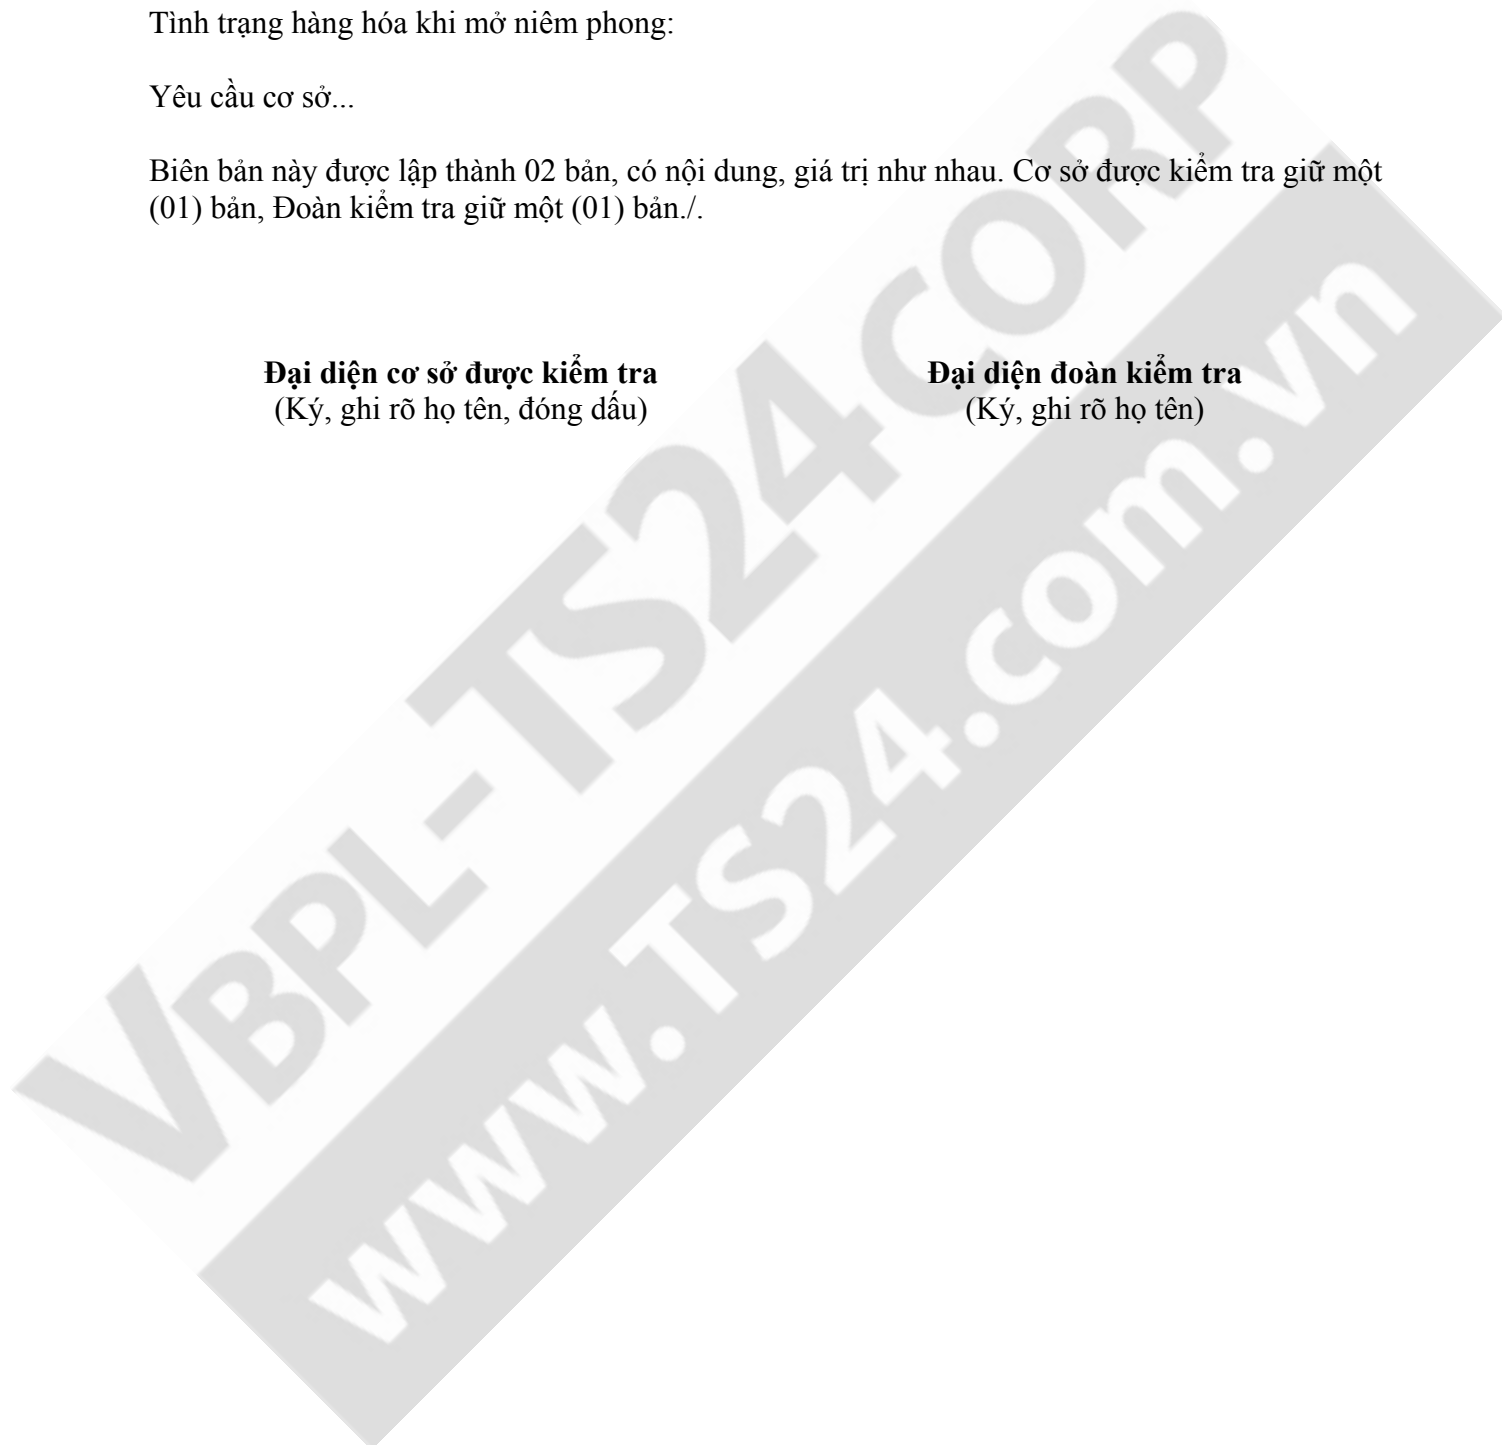 Tình trạng hàng hóa khi mở niêm phong:
Yêu cầu cơ sở...
Biên bản này được lập thành 02 bản, có nội dung, giá trị như nhau. Cơ sở được kiểm tra giữ một
(01) bản, Đoàn kiểm tra giữ một (01) bản./.
Đại diện cơ sở được kiểm tra
(Ký, ghi rõ họ tên, đóng dấu)
Đại diện đoàn kiểm tra
(Ký, ghi rõ họ tên)
VBPL-TS24CORP
www.TS24.com.vn